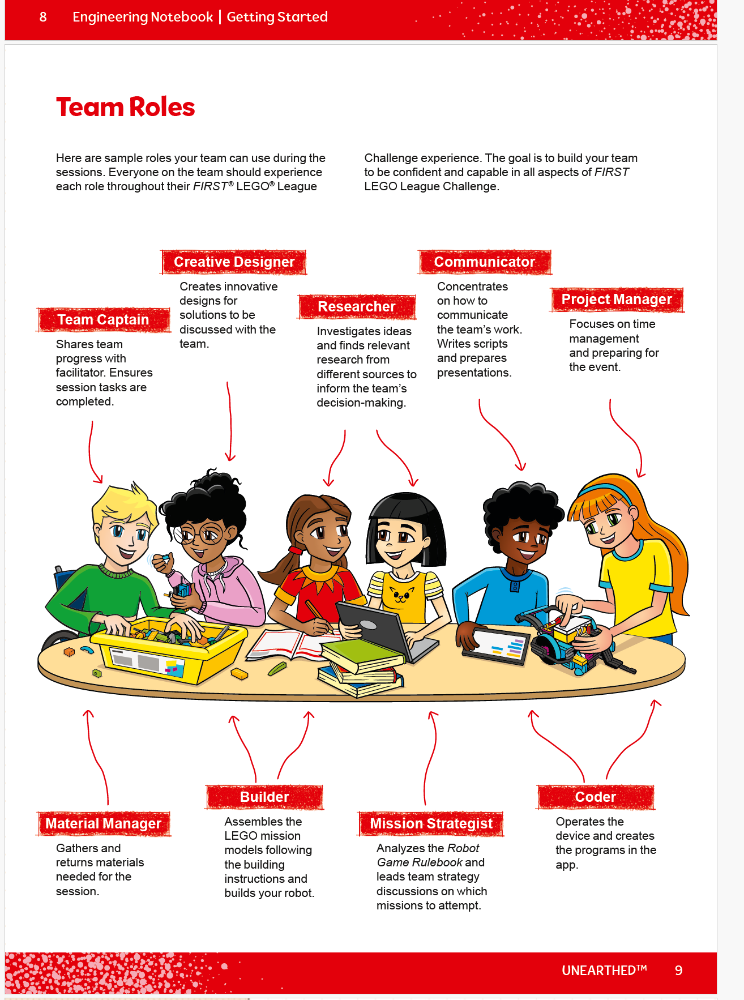 8 Engineering Notebook | Getting Started
Team Roles
Here are sample roles your team can use during the
sessions. Everyone on the team should experience
each role throughout their FIRST® LEGO® League
Challenge experience. The goal is to build your team
to be confident and capable in all aspects of FIRST
LEGO League Challenge.
Creative Designer
Creates innovative
designs for
solutions to be
discussed with the
team.
Communicator
Concentrates
on how to
communicate
the team's work.
Writes scripts
and prepares
presentations.
Project Manager
Focuses on time
management
and preparing for
the event.
Researcher
Investigates ideas
and finds relevant
research from
different sources to
inform the team's
decision-making.
Team Captain
Shares team
progress with
facilitator. Ensures
session tasks are
completed.
Material Manager
Gathers and
returns materials
needed for the
session.
Builder
Assembles the
LEGO mission
models following
the building
instructions and
builds your robot.
Mission Strategist
Analyzes the Robot
Game Rulebook and
leads team strategy
discussions on which
missions to attempt.
Coder
Operates the
device and creates
the programs in the
app.
UNEARTHED™ 9